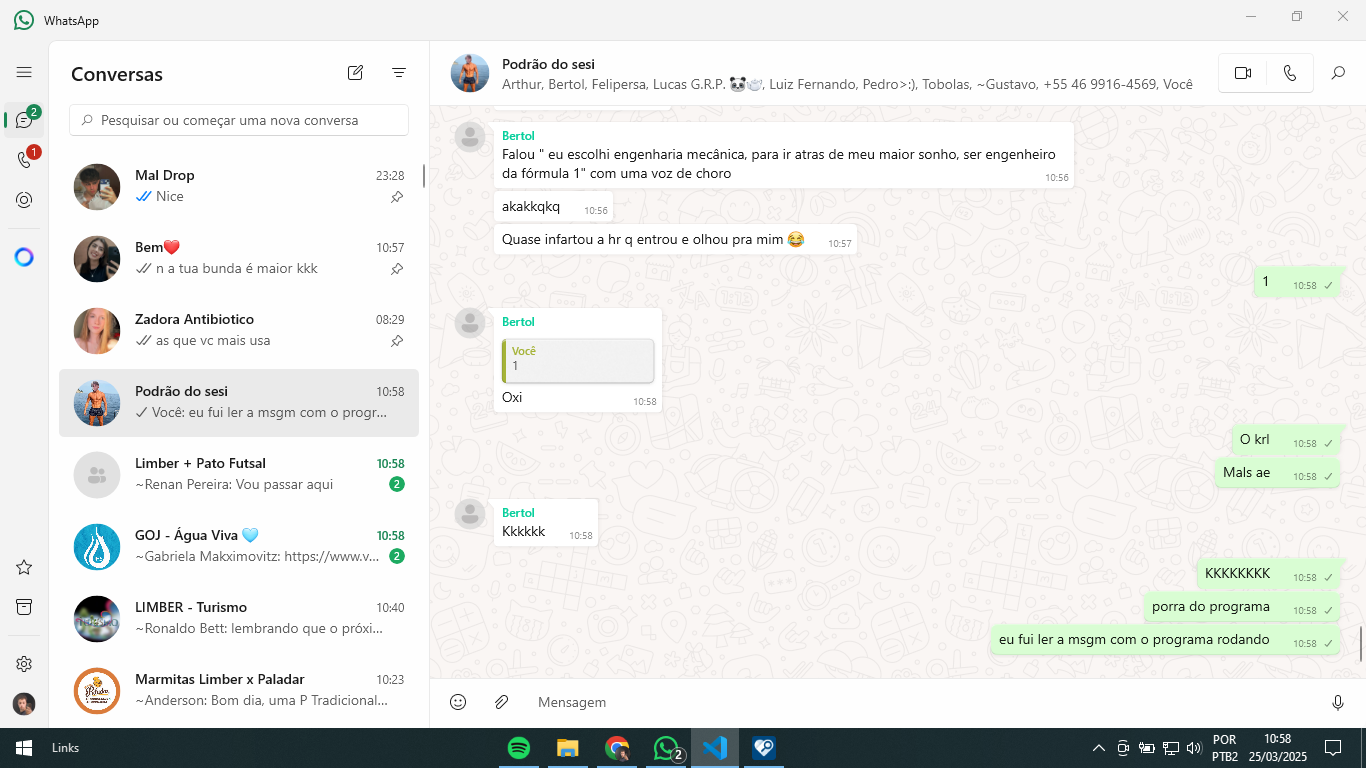 WhatsApp
2
1
Conversas
Pesquisar ou começar uma nova conversa
Mal Drop 23:28
Nice
Bem❤️ 10:57
n a tua bunda é maior kkk
Zadora Antibiotico 08:29
as que vc mais usa
Podrão do sesi 10:58
Você: eu fui ler a msgm com o progr...
Limber + Pato Futsal 10:58
~Renan Pereira: Vou passar aqui 2
GOJ - Água Viva 🩵 10:58
~Gabriela Makximovitz: https://www.v... 2
LIMBER - Turismo 10:40
~Ronaldo Bett: lembrando que o próxi...
Marmitas Limber x Paladar 10:23
~Anderson: Bom dia, uma P Tradicional...
Podrão do sesi
Arthur, Bertol, Felipersa, Lucas G.R.P. 🐼🍚, Luiz Fernando, Pedro>:), Tobolas, ~Gustavo, +55 46 9916-4569, Você
Bertol
Falou " eu escolhi engenharia mecânica, para ir atras de meu maior sonho, ser engenheiro
da fórmula 1" com uma voz de choro 10:56
akakkqkq 10:56
Quase infartou a hr q entrou e olhou pra mim 😂 10:57
1 10:58
Bertol
Você
1
Oxi 10:58
O krl 10:58
Mals ae 10:58
Bertol
Kkkkkk 10:58
KKKKKKKK 10:58
porra do programa 10:58
eu fui ler a msgm com o programa rodando 10:58
Mensagem
Links
2
POR
PTB2
10:58
25/03/2025